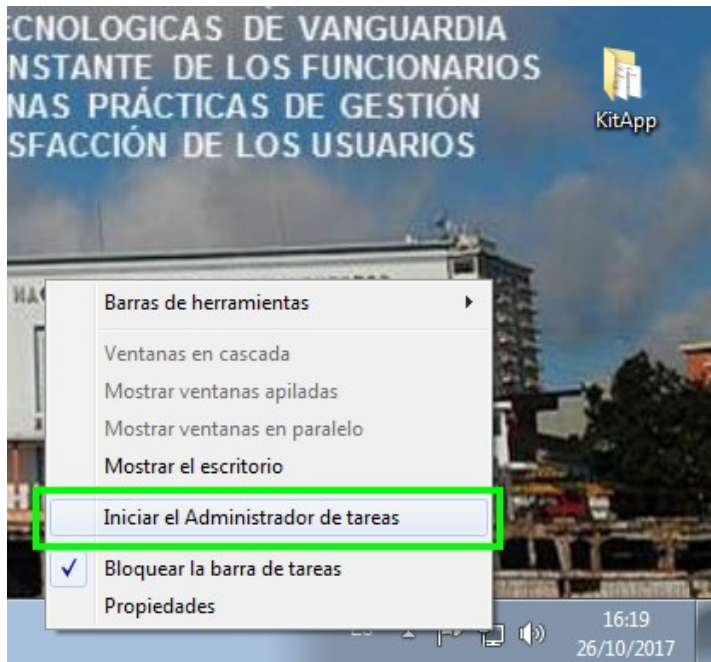 TECNOLOGICAS DE VANGUARDIA
NSTANTE DE LOS FUNCIONARIOS
NAS PRÁCTICAS DE GESTIÓN
SFACCIÓN DE LOS USUARIOS
KitApp
Barras de herramientas
Ventanas en cascada
Mostrar ventanas apiladas
Mostrar ventanas en paralelo
Mostrar el escritorio
Iniciar el Administrador de tareas
Bloquear la barra de tareas
Propiedades
16:19
26/10/2017